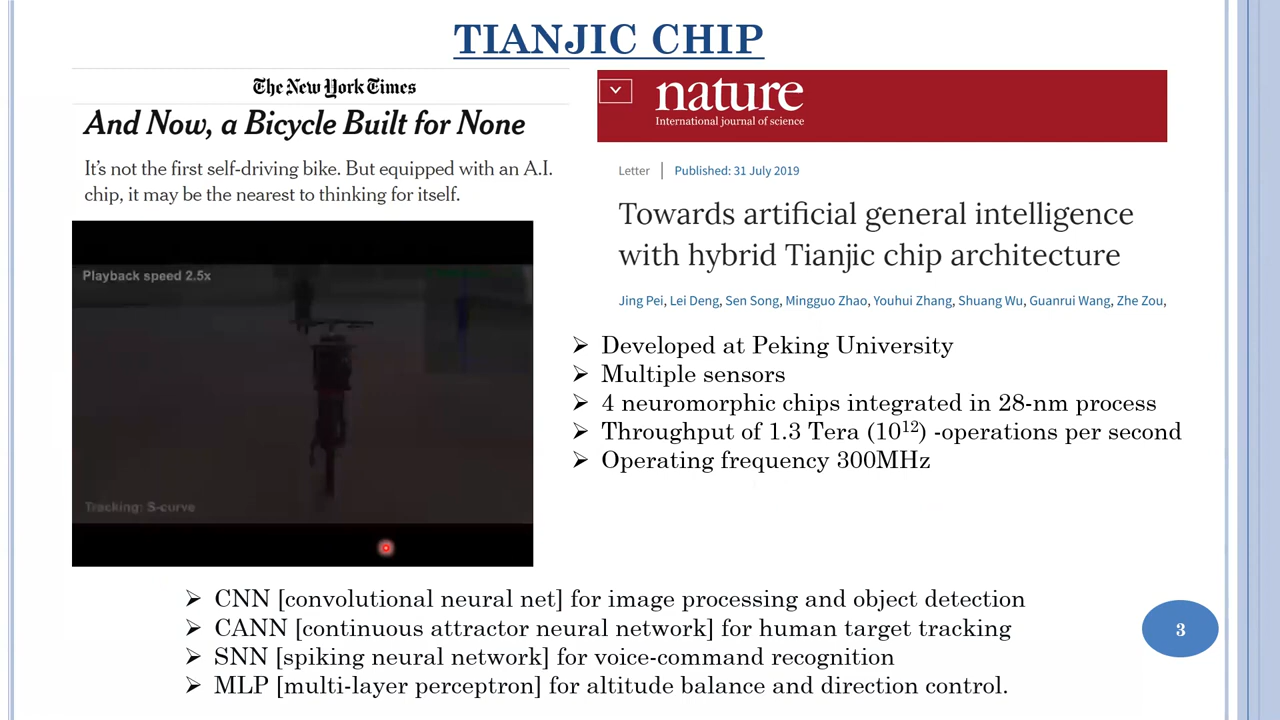 TIANJIC CHIP
The New York Times
And Now, a Bicycle Built for None
It's not the first self-driving bike. But equipped with an A.I.
chip, it may be the nearest to thinking for itself.
Playback speed 2.5x
Tracking: S-curve
nature
International journal of science
Letter | Published: 31 July 2019
Towards artificial general intelligence
with hybrid Tianjic chip architecture
Jing Pei, Lei Deng, Sen Song, Mingguo Zhao, Youhui Zhang, Shuang Wu, Guanrui Wang, Zhe Zou,
➢ Developed at Peking University
➢ Multiple sensors
➢ 4 neuromorphic chips integrated in 28-nm process
➢ Throughput of 1.3 Tera (10¹²) -operations per second
➢ Operating frequency 300MHz
➢ CNN [convolutional neural net] for image processing and object detection
➢ CANN [continuous attractor neural network] for human target tracking
➢ SNN [spiking neural network] for voice-command recognition
➢ MLP [multi-layer perceptron] for altitude balance and direction control.
3